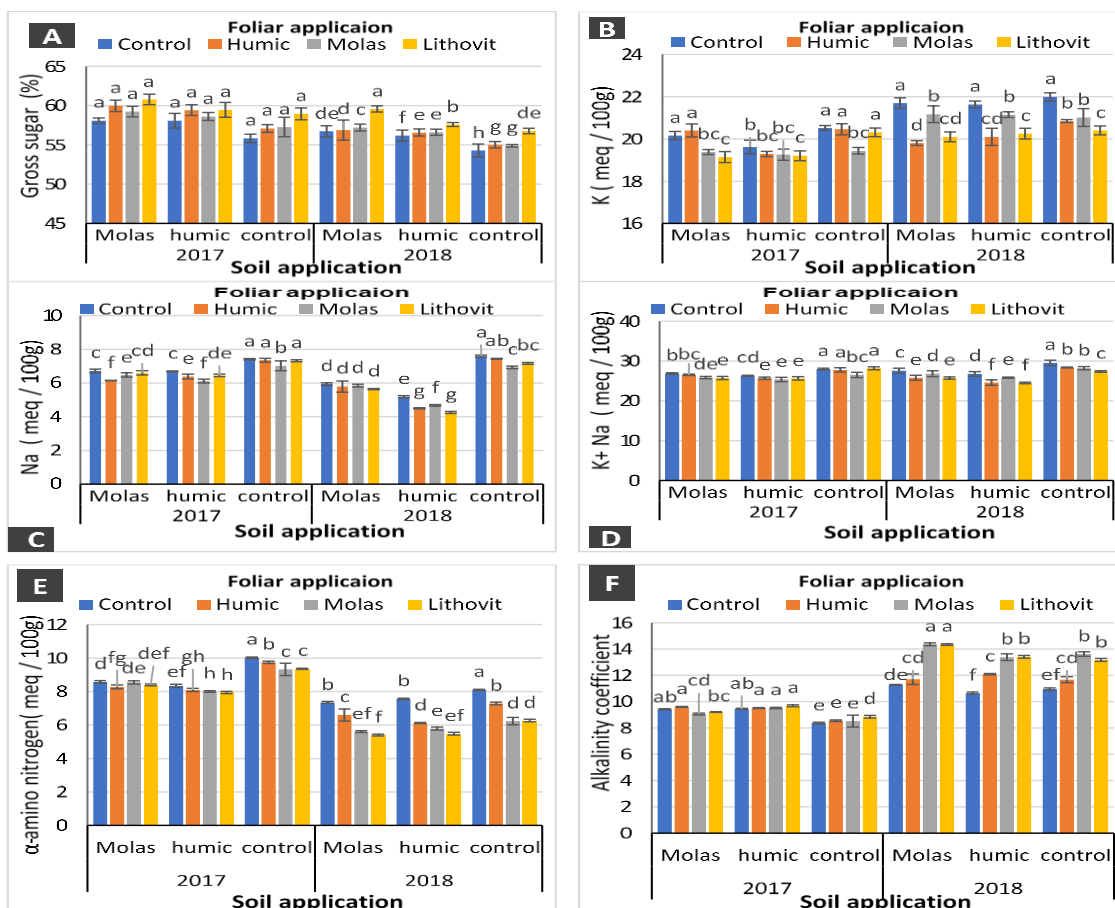 A
Foliar applicaion
Control Humic Molas Lithovit
Gross sugar (%)
65
60
55
50
45
a a a a a a a a a a a a de d c a f e e b h g g de
Molas humic control Molas humic control
2017 2018
Soil application
B
Foliar applicaion
Control Humic Molas Lithovit
K ( meq / 100g)
24
22
20
18
16
a a bc c b bc bc c a a bc a a d b cd a cd b c a b b c
Molas humic control Molas humic control
2017 2018
Soil application
Foliar applicaion
Control Humic Molas Lithovit
Na ( meq / 100g)
10
8
6
4
2
0
c f e cd c e f de a a b a d d d d e g f g a ab c bc
Molas humic control Molas humic control
2017 2018
Soil application
C
Foliar applicaion
Control Humic Molas Lithovit
K+ Na ( meq / 100g)
40
30
20
10
0
b bc de e cd e e e a a bc a c e d e d f e f a b b c
Molas humic control Molas humic control
2017 2018
Soil application
D
E
Foliar applicaion
Control Humic Molas Lithovit
α-amino nitrogen( meq / 100g)
12
10
8
6
4
2
0
d fg de def ef gh h h a b c c b c ef f b d e ef a b d d
Molas humic control Molas humic control
2017 2018
Soil application
F
Foliar applicaion
Control Humic Molas Lithovit
Alkalinity coefficient
16
14
12
10
8
6
4
2
0
ab a cd bc ab a a a e e e d de cd a a f c b b ef cd b b
Molas humic control Molas humic control
2017 2018
Soil application